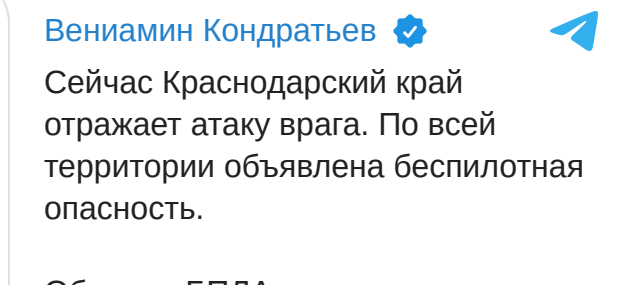 Вениамин Кондратьев
Сейчас Краснодарский край
отражает атаку врага. По всей
территории объявлена беспилотная
опасность.